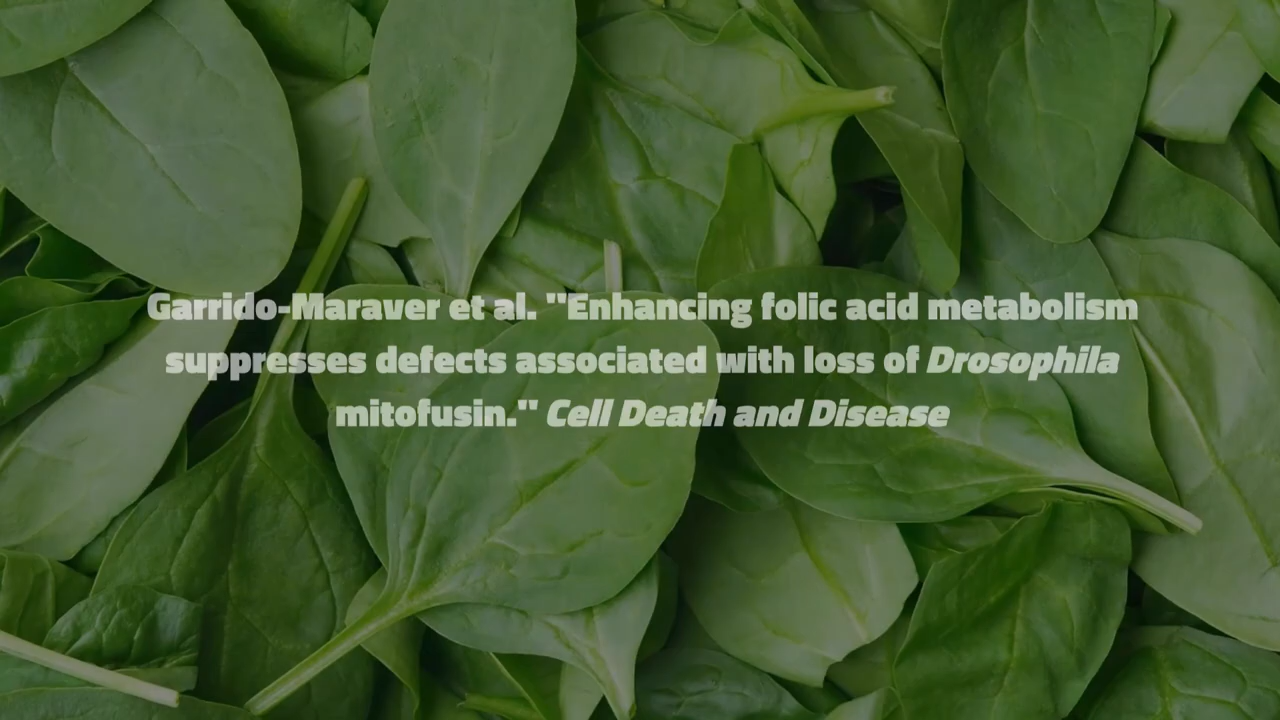 Garrido-Maraver et al. "Enhancing folic acid metabolism
suppresses defects associated with loss of Drosophila
mitofusin." Cell Death and Disease